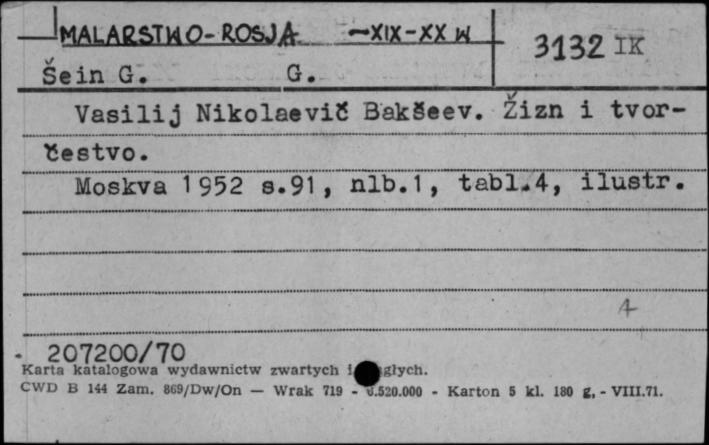 MALARSTWO-ROSJA ~XIX-XX W
3132 IK
Šein G. G.
Vasilij Nikolaevič Bakšeev. Žizn i tvor-
čestvo.
Moskva 1952 s.91, nlb.1, tabl.4, ilustr.
4
207200/70
Karta katalogowa wydawnictw zwartych i
CWD B 144 Zam. 869/Dw/On — Wrak 719 - .520.000 - Karton 5 kl. 180 g, - VIII.71.